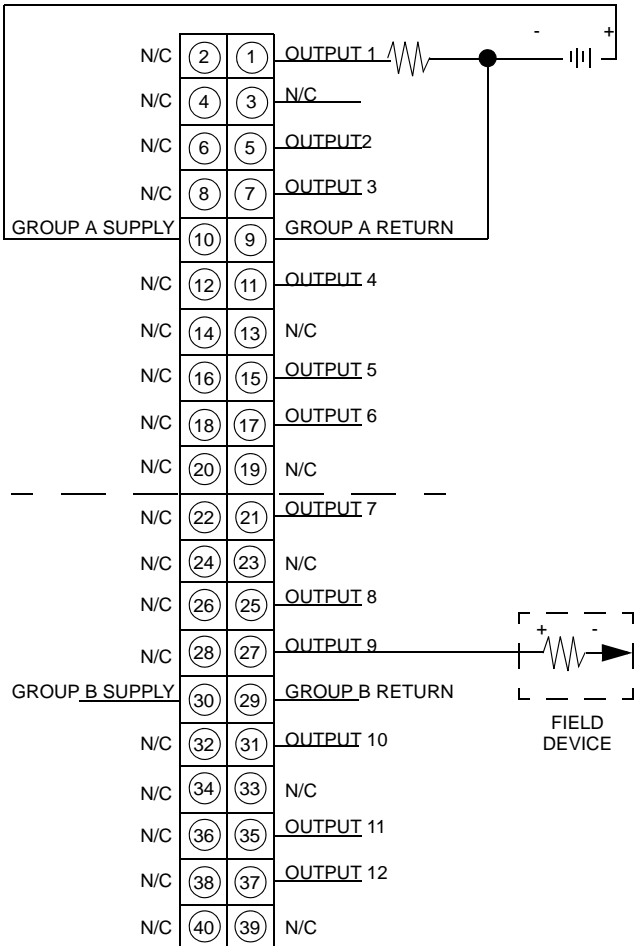 - +
N/C 2 1 OUTPUT 1
N/C 4 3 N/C
N/C 6 5 OUTPUT2
N/C 8 7 OUTPUT 3
GROUP A SUPPLY 10 9 GROUP A RETURN
N/C 12 11 OUTPUT 4
N/C 14 13 N/C
N/C 16 15 OUTPUT 5
N/C 18 17 OUTPUT 6
N/C 20 19 N/C
N/C 22 21 OUTPUT 7
N/C 24 23 N/C
N/C 26 25 OUTPUT 8
N/C 28 27 OUTPUT 9 + -
GROUP B SUPPLY 30 29 GROUP B RETURN
FIELD
DEVICE
N/C 32 31 OUTPUT 10
N/C 34 33 N/C
N/C 36 35 OUTPUT 11
N/C 38 37 OUTPUT 12
N/C 40 39 N/C